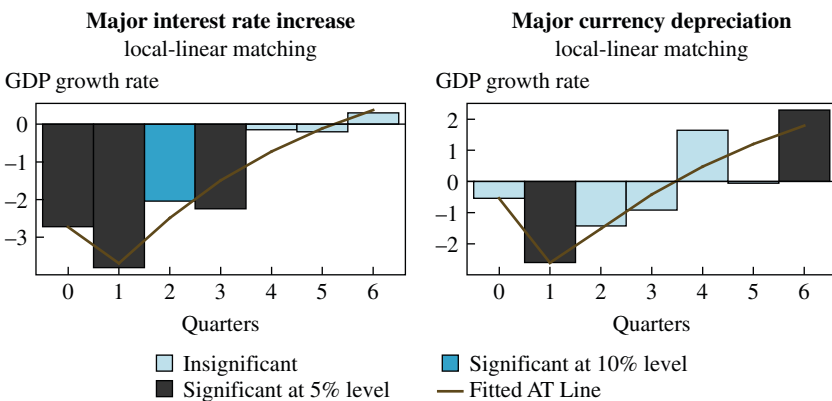 Major interest rate increase
local-linear matching
GDP growth rate
0
–1
–2
–3
0 1 2 3 4 5 6
Quarters
Major currency depreciation
local-linear matching
GDP growth rate
2
1
0
–1
–2
0 1 2 3 4 5 6
Quarters
Insignificant
Significant at 10% level
Significant at 5% level
Fitted AT Line